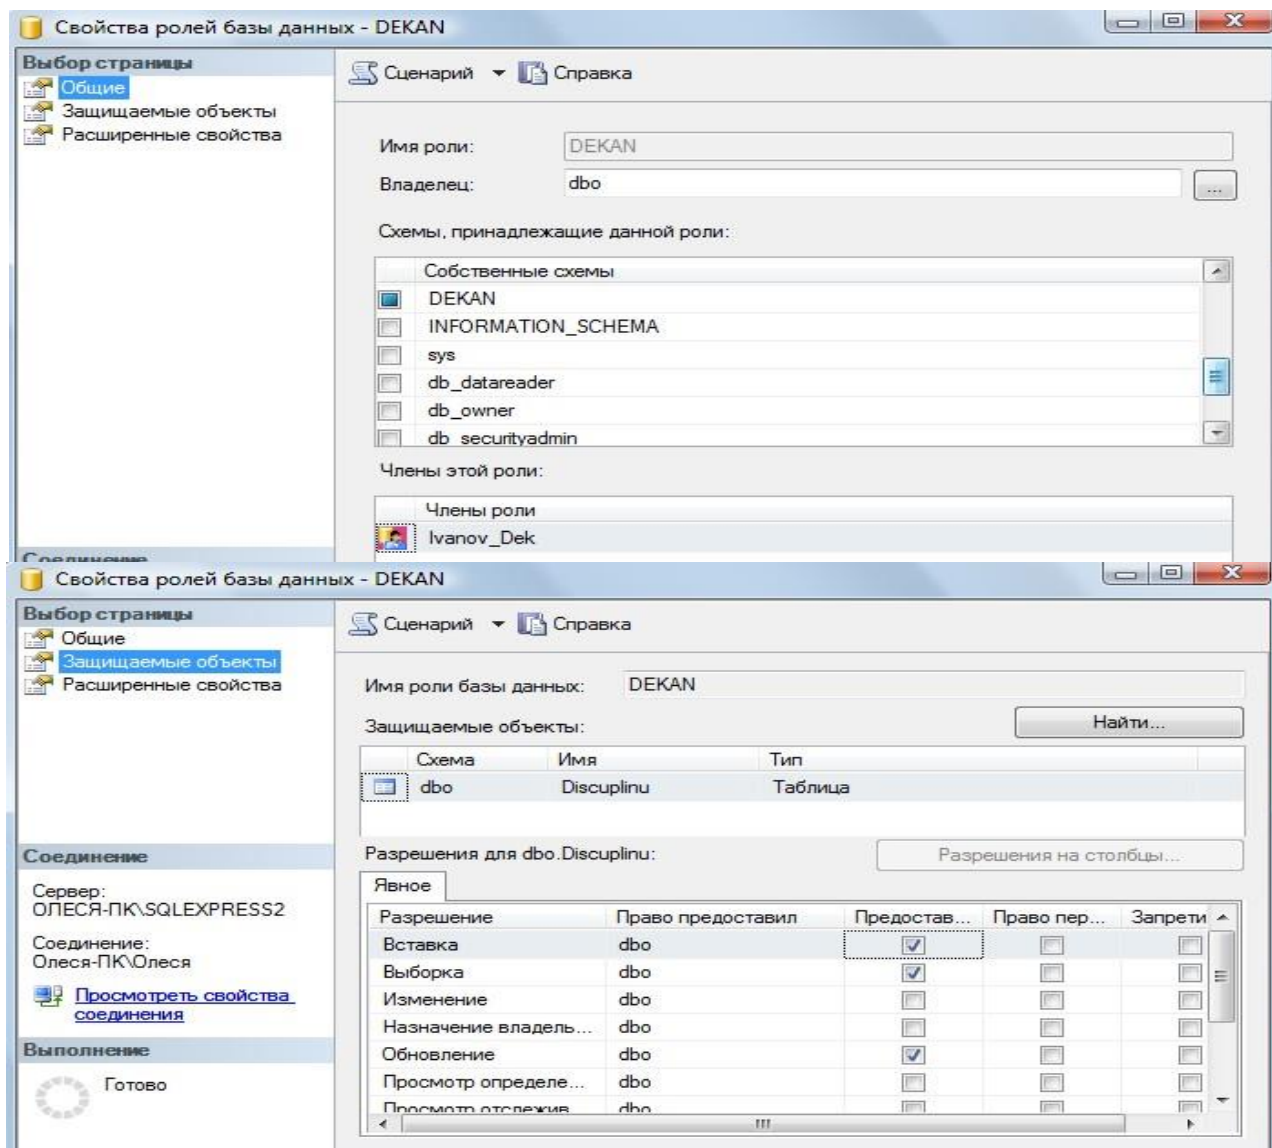 Свойства ролей базы данных - DEKAN
Выбор страницы
Общие
Защищаемые объекты
Расширенные свойства
Сценарий Справка
Имя роли: DEKAN
Владелец: dbo ...
Схемы, принадлежащие данной роли:
Собственные схемы
DEKAN
INFORMATION_SCHEMA
sys
db_datareader
db_owner
db_securityadmin
Члены этой роли:
Члены роли
Ivanov_Dek
Соединение
Свойства ролей базы данных - DEKAN
Выбор страницы
Общие
Защищаемые объекты
Расширенные свойства
Соединение
Сервер:
ОЛЕСЯ-ПК\SQLEXPRESS2
Соединение:
Олеся-ПК\Олеся
Просмотреть свойства
соединения
Выполнение
Готово
Сценарий Справка
Имя роли базы данных: DEKAN
Защищаемые объекты: Найти...
Схема Имя Тип
dbo Discuplinu Таблица
Разрешения для dbo.Discuplinu: Разрешения на столбцы...
Явное
Разрешение Право предоставил Предостав... Право пер... Запрети
Вставка dbo
Выборка dbo
Изменение dbo
Назначение владель... dbo
Обновление dbo
Просмотр определе... dbo
Просмотр отслежив... dbo